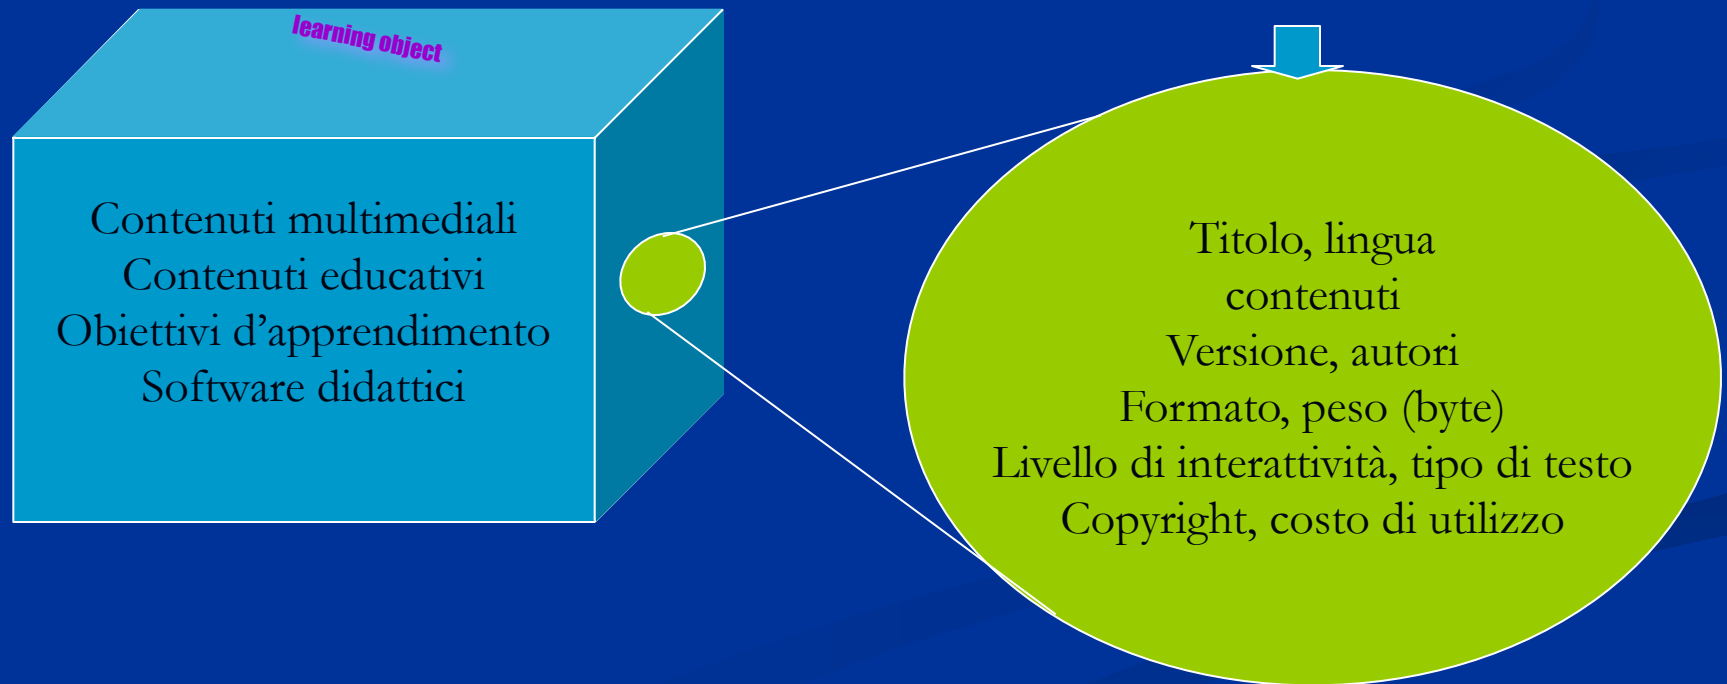 learning object
Contenuti multimediali
Contenuti educativi
Obiettivi d’apprendimento
Software didattici
Titolo, lingua
contenuti
Versione, autori
Formato, peso (byte)
Livello di interattività, tipo di testo
Copyright, costo di utilizzo